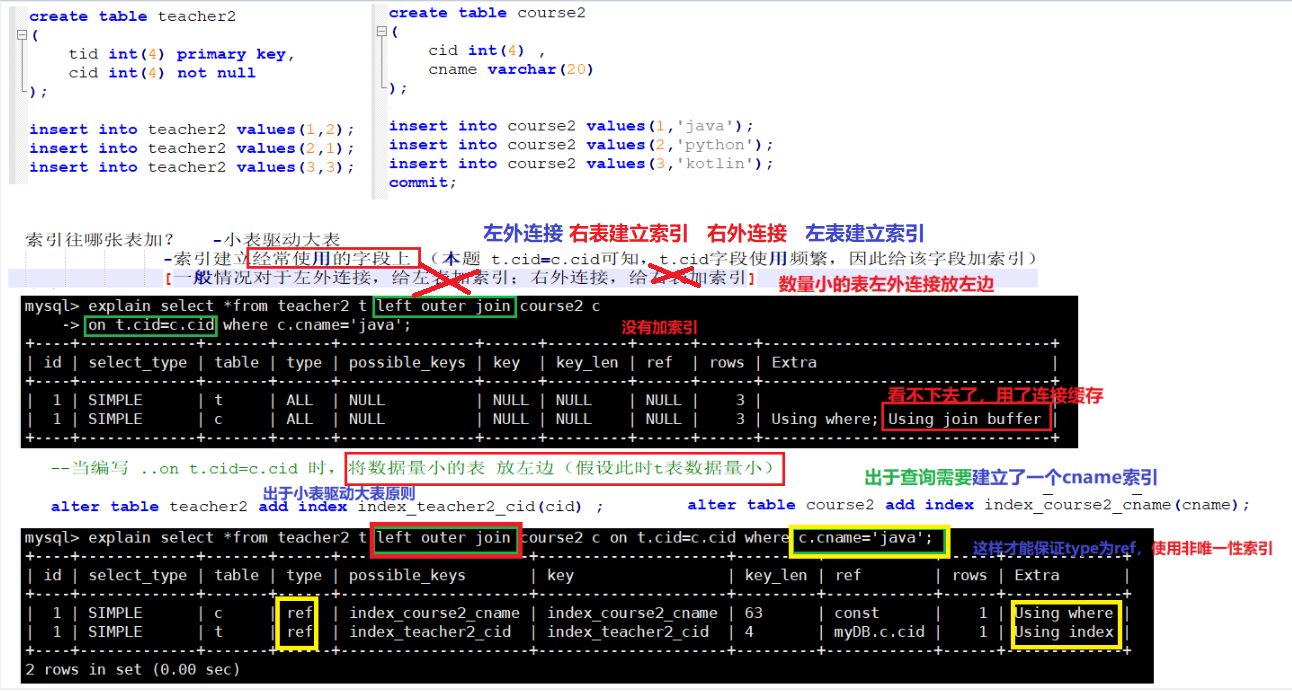 create table teacher2
(
tid int(4) primary key,
cid int(4) not null
);
insert into teacher2 values(1,2);
insert into teacher2 values(2,1);
insert into teacher2 values(3,3);
create table course2
(
cid int(4) ,
cname varchar(20)
);
insert into course2 values(1,'java');
insert into course2 values(2,'python');
insert into course2 values(3,'kotlin');
commit;
左外连接 右表建立索引 右外连接 左表建立索引
索引往哪张表加? -小表驱动大表
-索引建立经常使用的字段上 (本题 t.cid=c.cid可知,t.cid字段使用频繁,因此给该字段加索引)
[一般情况对于左外连接,给左表加索引;右外连接,给右表加索引]
数量小的表左外连接放左边
mysql> explain select *from teacher2 t left outer join course2 c
-> on t.cid=c.cid where c.cname='java';
没有加索引
+----+-------------+-------+------+---------------+------+---------+------+------+--------------------------------+
| id | select_type | table | type | possible_keys | key | key_len | ref | rows | Extra |
+----+-------------+-------+------+---------------+------+---------+------+------+--------------------------------+
看不下去了,用了连接缓存
| 1 | SIMPLE | t | ALL | NULL | NULL | NULL | NULL | 3 | |
| 1 | SIMPLE | c | ALL | NULL | NULL | NULL | NULL | 3 | Using where; Using join buffer |
+----+-------------+-------+------+---------------+------+---------+------+------+--------------------------------+
--当编写 ..on t.cid=c.cid 时,将数据量小的表 放左边(假设此时t表数据量小)
出于查询需要建立了一个cname索引
出于小表驱动大表原则
alter table teacher2 add index index_teacher2_cid(cid) ;
alter table course2 add index index_course2_cname(cname);
mysql> explain select *from teacher2 t left outer join course2 c on t.cid=c.cid where c.cname='java';
这样才能保证type为ref,使用非唯一性索引
+----+-------------+-------+------+---------------------+---------------------+---------+------------+------+-------------+
| id | select_type | table | type | possible_keys | key | key_len | ref | rows | Extra |
+----+-------------+-------+------+---------------------+---------------------+---------+------------+------+-------------+
| 1 | SIMPLE | c | ref | index_course2_cname | index_course2_cname | 63 | const | 1 | Using where |
| 1 | SIMPLE | t | ref | index_teacher2_cid | index_teacher2_cid | 4 | myDB.c.cid | 1 | Using index |
+----+-------------+-------+------+---------------------+---------------------+---------+------------+------+-------------+
2 rows in set (0.00 sec)